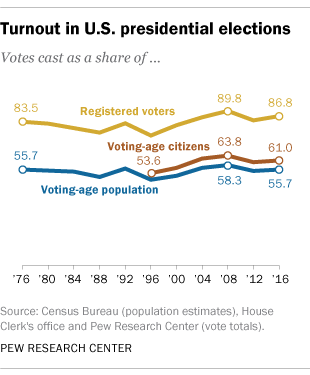 Turnout in U.S. presidential elections
Votes cast as a share of ...
83.5
89.8
86.8
Registered voters
Voting-age citizens
63.8
61.0
55.7
53.6
58.3
55.7
Voting-age population
'76 '80 '84 '88 '92 '96 '00 '04 '08 '12 '16
Source: Census Bureau (population estimates), House
Clerk's office and Pew Research Center (vote totals).
PEW RESEARCH CENTER